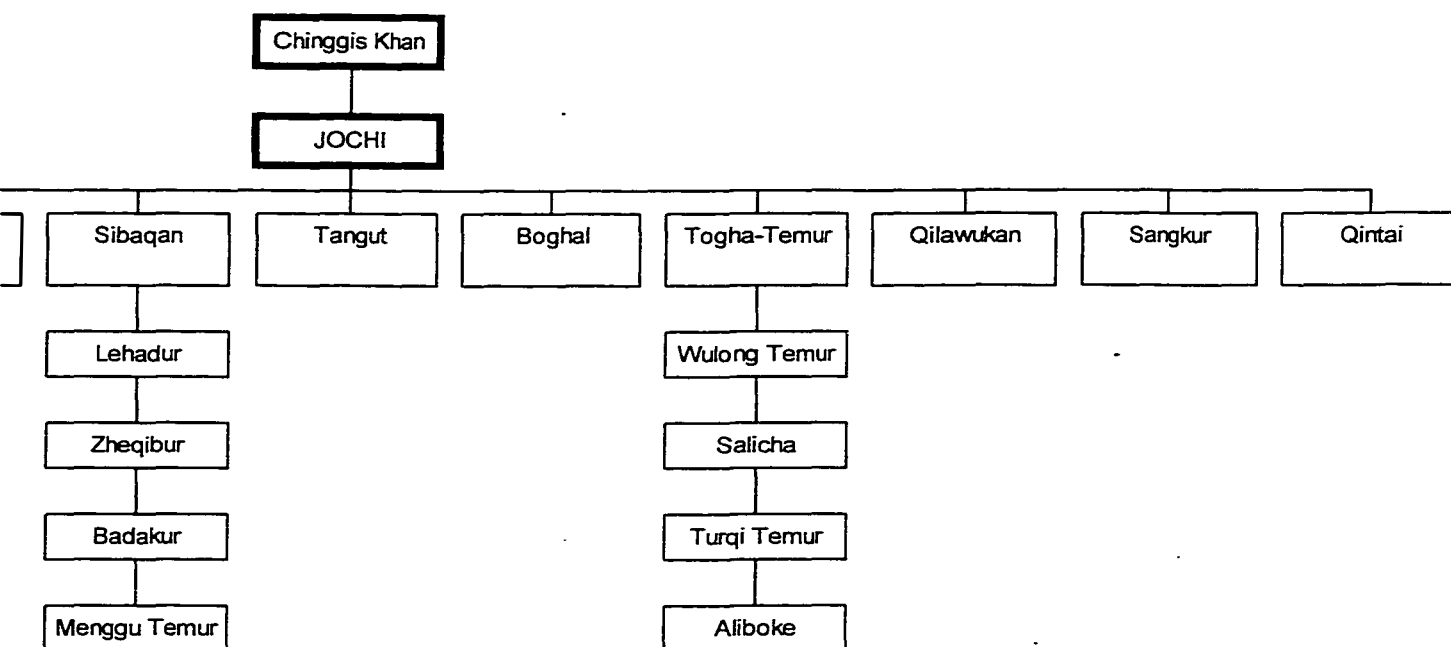 Chinggis Khan
JOCHI
Sibaqan
Tangut
Boghal
Togha-Temur
Qilawukan
Sangkur
Qintai
Lehadur
Wulong Temur
Zheqibur
Salicha
Badakur
Turqi Temur
Menggu Temur
Aliboke